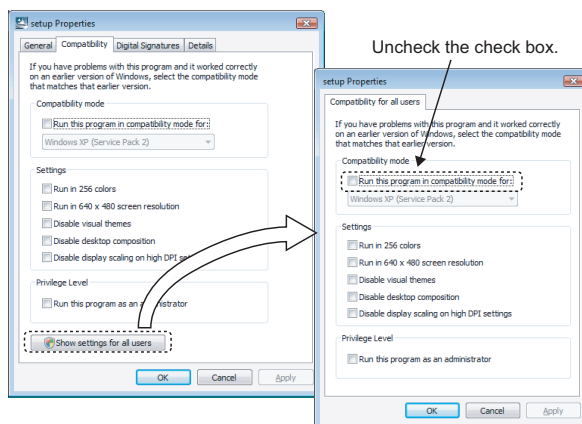 setup Properties
General Compatibility Digital Signatures Details
If you have problems with this program and it worked correctly
on an earlier version of Windows, select the compatibility mode
that matches that earlier version.
Compatibility mode
Run this program in compatibility mode for:
Windows XP (Service Pack 2)
Settings
Run in 256 colors
Run in 640 x 480 screen resolution
Disable visual themes
Disable desktop composition
Disable display scaling on high DPI set
Privilege Level
Run this program as an administrator
Show settings for all users
OK Cancel Apply
Uncheck the check box.
setup Properties
Compatibility for all users
If you have problems with this program and it worked correctly
on an earlier version of Windows, select the compatibility mode
that matches that earlier version.
Compatibility mode
Run this program in compatibility mode for:
Windows XP (Service Pack 2)
Settings
Run in 256 colors
Run in 640 x 480 screen resolution
Disable visual themes
Disable desktop composition
Disable display scaling on high DPI settings
Privilege Level
Run this program as an administrator
OK Cancel Apply